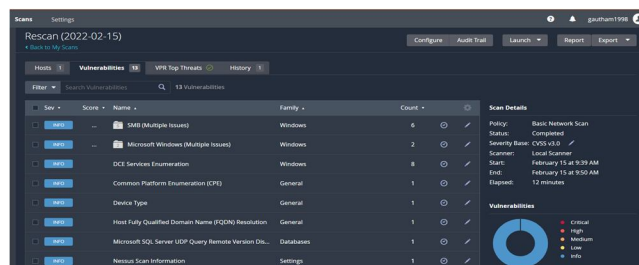 Scans Settings gautham1998
Rescan (2022-02-15)
Back to My Scans
Configure Audit Trail Launch Report Export
Hosts 1 Vulnerabilities 13 VPR Top Threats History 1
Filter Search Vulnerabilities 13 Vulnerabilities
Sev Score Name Family Count
INFO ... SMB (Multiple Issues) Windows 6
INFO ... Microsoft Windows (Multiple Issues) Windows 2
INFO DCE Services Enumeration Windows 8
INFO Common Platform Enumeration (CPE) General 1
INFO Device Type General 1
INFO Host Fully Qualified Domain Name (FQDN) Resolution General 1
INFO Microsoft SQL Server UDP Query Remote Version Dis... Databases 1
INFO Nessus Scan Information Settings 1
Scan Details
Policy: Basic Network Scan
Status: Completed
Severity Base: CVSS v3.0
Scanner: Local Scanner
Start: February 15 at 9:39 AM
End: February 15 at 9:50 AM
Elapsed: 12 minutes
Vulnerabilities
Critical
High
Medium
Low
Info